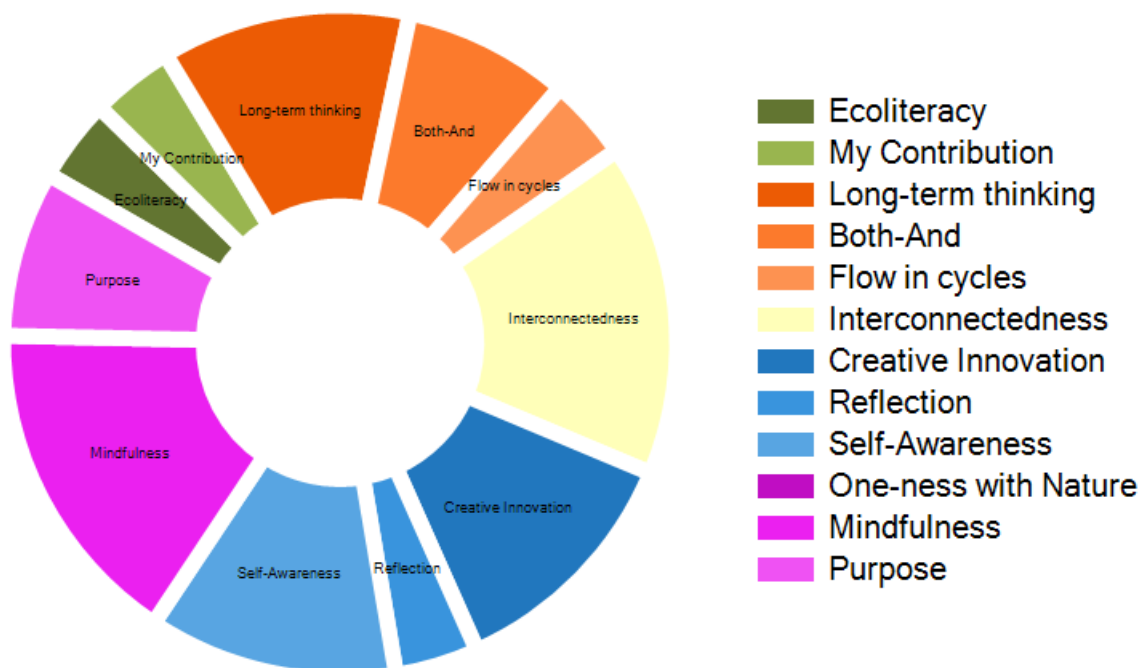 Long-term thinking
Both-And
My Contribution
Flow in cycles
Ecoliteracy
Purpose
Interconnectedness
Mindfulness
Creative Innovation
Self-Awareness
Reflection
Ecoliteracy
My Contribution
Long-term thinking
Both-And
Flow in cycles
Interconnectedness
Creative Innovation
Reflection
Self-Awareness
One-ness with Nature
Mindfulness
Purpose